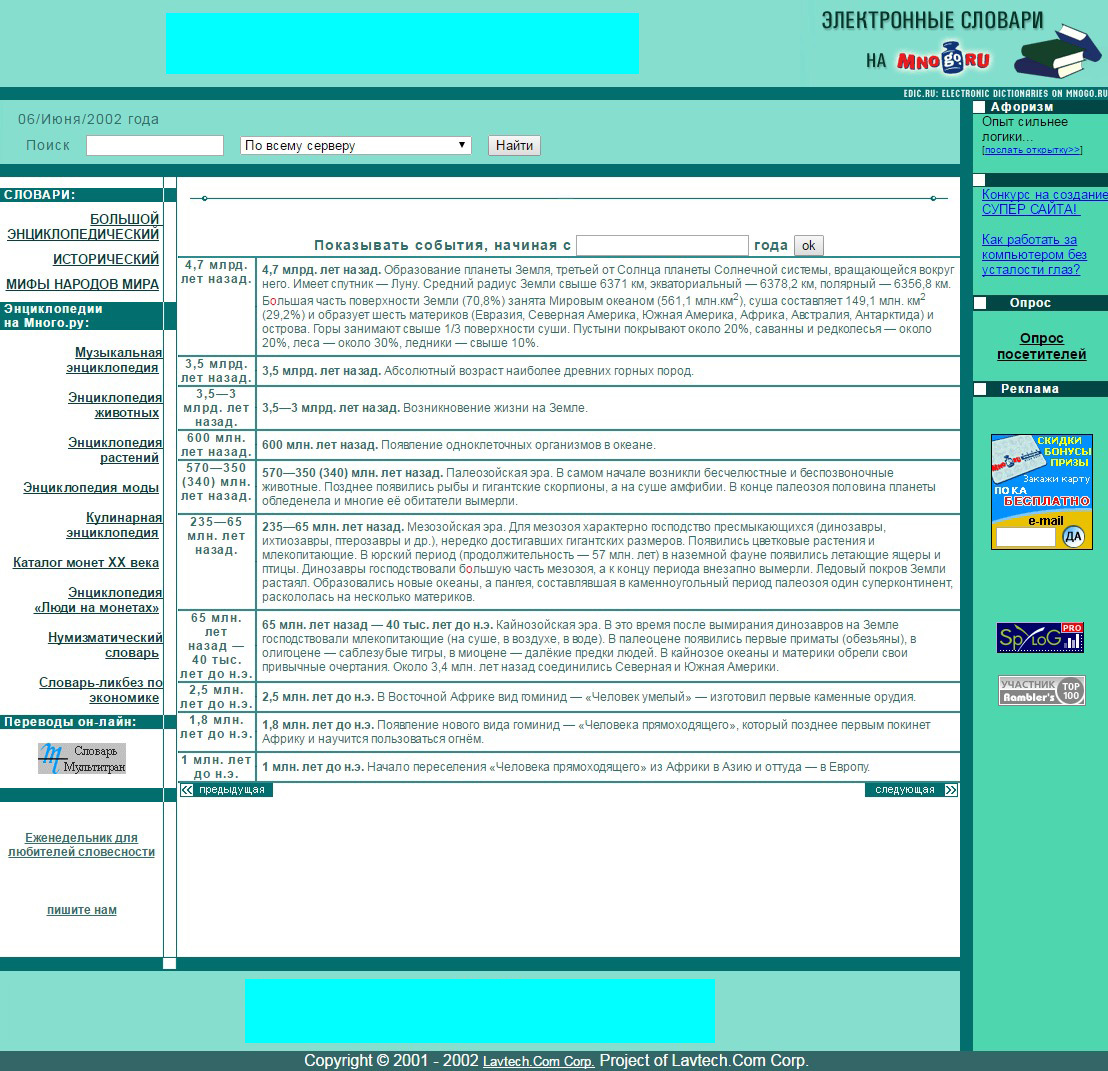 ЭЛЕКТРОННЫЕ СЛОВАРИ
НА MNOGO.RU
EDIC.RU: ELECTRONIC DICTIONARIES ON MNOGO.RU
06/Июня/2002 года
Поиск По всему серверу Найти
СЛОВАРИ:
БОЛЬШОЙ
ЭНЦИКЛОПЕДИЧЕСКИЙ
ИСТОРИЧЕСКИЙ
МИФЫ НАРОДОВ МИРА
Энциклопедии
на Много.ру:
Музыкальная
энциклопедия
Энциклопедия
животных
Энциклопедия
растений
Энциклопедия моды
Кулинарная
энциклопедия
Каталог монет XX века
Энциклопедия
«Люди на монетах»
Нумизматический
словарь
Словарь-ликбез по
экономике
Переводы он-лайн:
Словарь
Мультитран
Еженедельник для
любителей словесности
пишите нам
Показывать события, начиная с года ok
4,7 млрд.
лет назад.
4,7 млрд. лет назад. Образование планеты Земля, третьей от Солнца планеты Солнечной системы, вращающейся вокруг
него. Имеет спутник — Луну. Средний радиус Земли свыше 6371 км, экваториальный — 6378,2 км, полярный — 6356,8 км.
Большая часть поверхности Земли (70,8%) занята Мировым океаном (561,1 млн.км2), суша составляет 149,1 млн. км2
(29,2%) и образует шесть материков (Евразия, Северная Америка, Южная Америка, Африка, Австралия, Антарктида) и
острова. Горы занимают свыше 1/3 поверхности суши. Пустыни покрывают около 20%, саванны и редколесья — около
20%, леса — около 30%, ледники — свыше 10%.
3,5 млрд.
лет назад.
3,5 млрд. лет назад. Абсолютный возраст наиболее древних горных пород.
3,5—3
млрд. лет
назад.
3,5—3 млрд. лет назад. Возникновение жизни на Земле.
600 млн.
лет назад.
600 млн. лет назад. Появление одноклеточных организмов в океане.
570—350
(340) млн.
лет назад.
570—350 (340) млн. лет назад. Палеозойская эра. В самом начале возникли бесчелюстные и беспозвоночные
животные. Позднее появились рыбы и гигантские скорпионы, а на суше амфибии. В конце палеозоя половина планеты
обледенела и многие её обитатели вымерли.
235—65
млн. лет
назад.
235—65 млн. лет назад. Мезозойская эра. Для мезозоя характерно господство пресмыкающихся (динозавры,
ихтиозавры, птерозавры и др.), нередко достигавших гигантских размеров. Появились цветковые растения и
млекопитающие. В юрский период (продолжительность — 57 млн. лет) в наземной фауне появились летающие ящеры и
птицы. Динозавры господствовали большую часть мезозоя, а к концу периода внезапно вымерли. Ледовый покров Земли
растаял. Образовались новые океаны, а пангея, составлявшая в каменноугольный период палеозоя один суперконтинент,
раскололась на несколько материков.
65 млн.
лет
назад —
40 тыс.
лет до н.э.
65 млн. лет назад — 40 тыс. лет до н.э. Кайнозойская эра. В это время после вымирания динозавров на Земле
господствовали млекопитающие (на суше, в воздухе, в воде). В палеоцене появились первые приматы (обезьяны), в
олигоцене — саблезубые тигры, в миоцене — далёкие предки людей. В кайнозое океаны и материки обрели свои
привычные очертания. Около 3,4 млн. лет назад соединились Северная и Южная Америки.
2,5 млн.
лет до н.э.
2,5 млн. лет до н.э. В Восточной Африке вид гоминид — «Человек умелый» — изготовил первые каменные орудия.
1,8 млн.
лет до н.э.
1,8 млн. лет до н.э. Появление нового вида гоминид — «Человека прямоходящего», который позднее первым покинет
Африку и научится пользоваться огнём.
1 млн. лет
до н.э.
1 млн. лет до н.э. Начало переселения «Человека прямоходящего» из Африки в Азию и оттуда — в Европу.
предыдущая
следующая
Афоризм
Опыт сильнее
логики...
[послать открытку>>]
Конкурс на создание
СУПЕР САЙТА!
Как работать за
компьютером без
усталости глаз?
Опрос
Опрос
посетителей
Реклама
СКИДКИ
БОНУСЫ
ПРИЗЫ
Закажи карту
ПОКА
БЕСПЛАТНО
e-mail
ДА
SpyLOG PRO
УЧАСТНИК
Rambler's
TOP
100
Copyright © 2001 - 2002 Lavtech.Com Corp. Project of Lavtech.Com Corp.